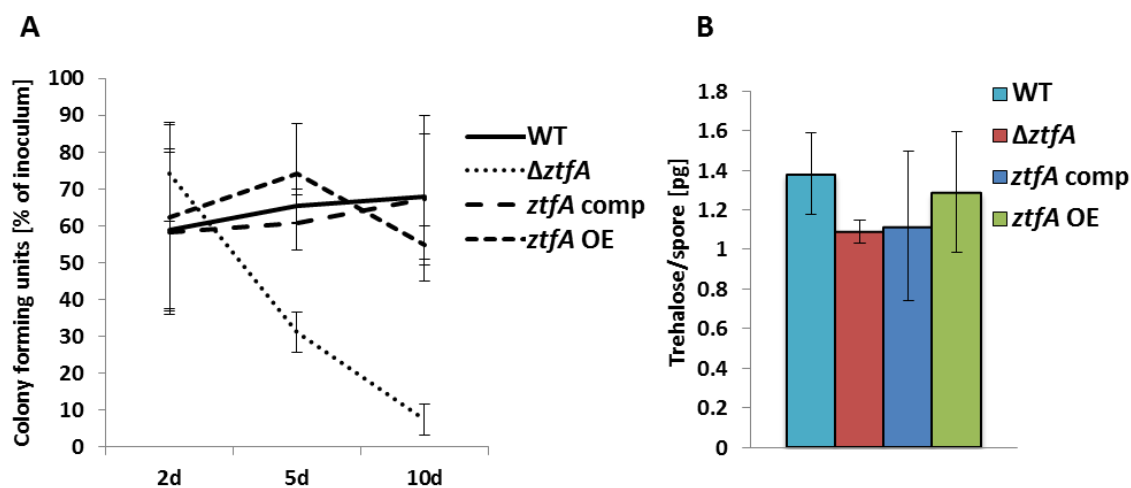 A
Colony forming units [% of inoculum]
100
90
80
70
60
50
40
30
20
10
0
2d
5d
10d
WT
ΔztfA
ztfA comp
ztfA OE
B
Trehalose/spore [pg]
1.8
1.6
1.4
1.2
1
0.8
0.6
0.4
0.2
0
WT
ΔztfA
ztfA comp
ztfA OE